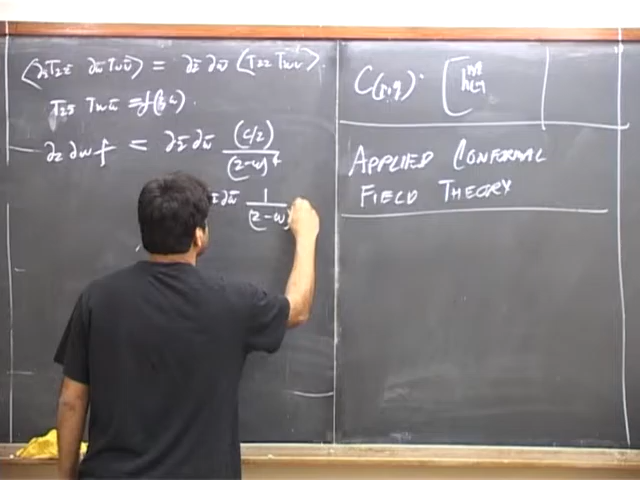 ⟨∂z Tzz̄ ∂w̄ Tww̄⟩ = ∂z̄ ∂w̄ ⟨Tzz Tww⟩.
Tzz̄ Tww̄ = f(z,w).
∂z ∂w f = ∂z̄ ∂w̄ (c/2)/(z-w)^4
∂w̄ 1/(z-w)
C(p,q):
APPLIED CONFORMAL
FIELD THEORY